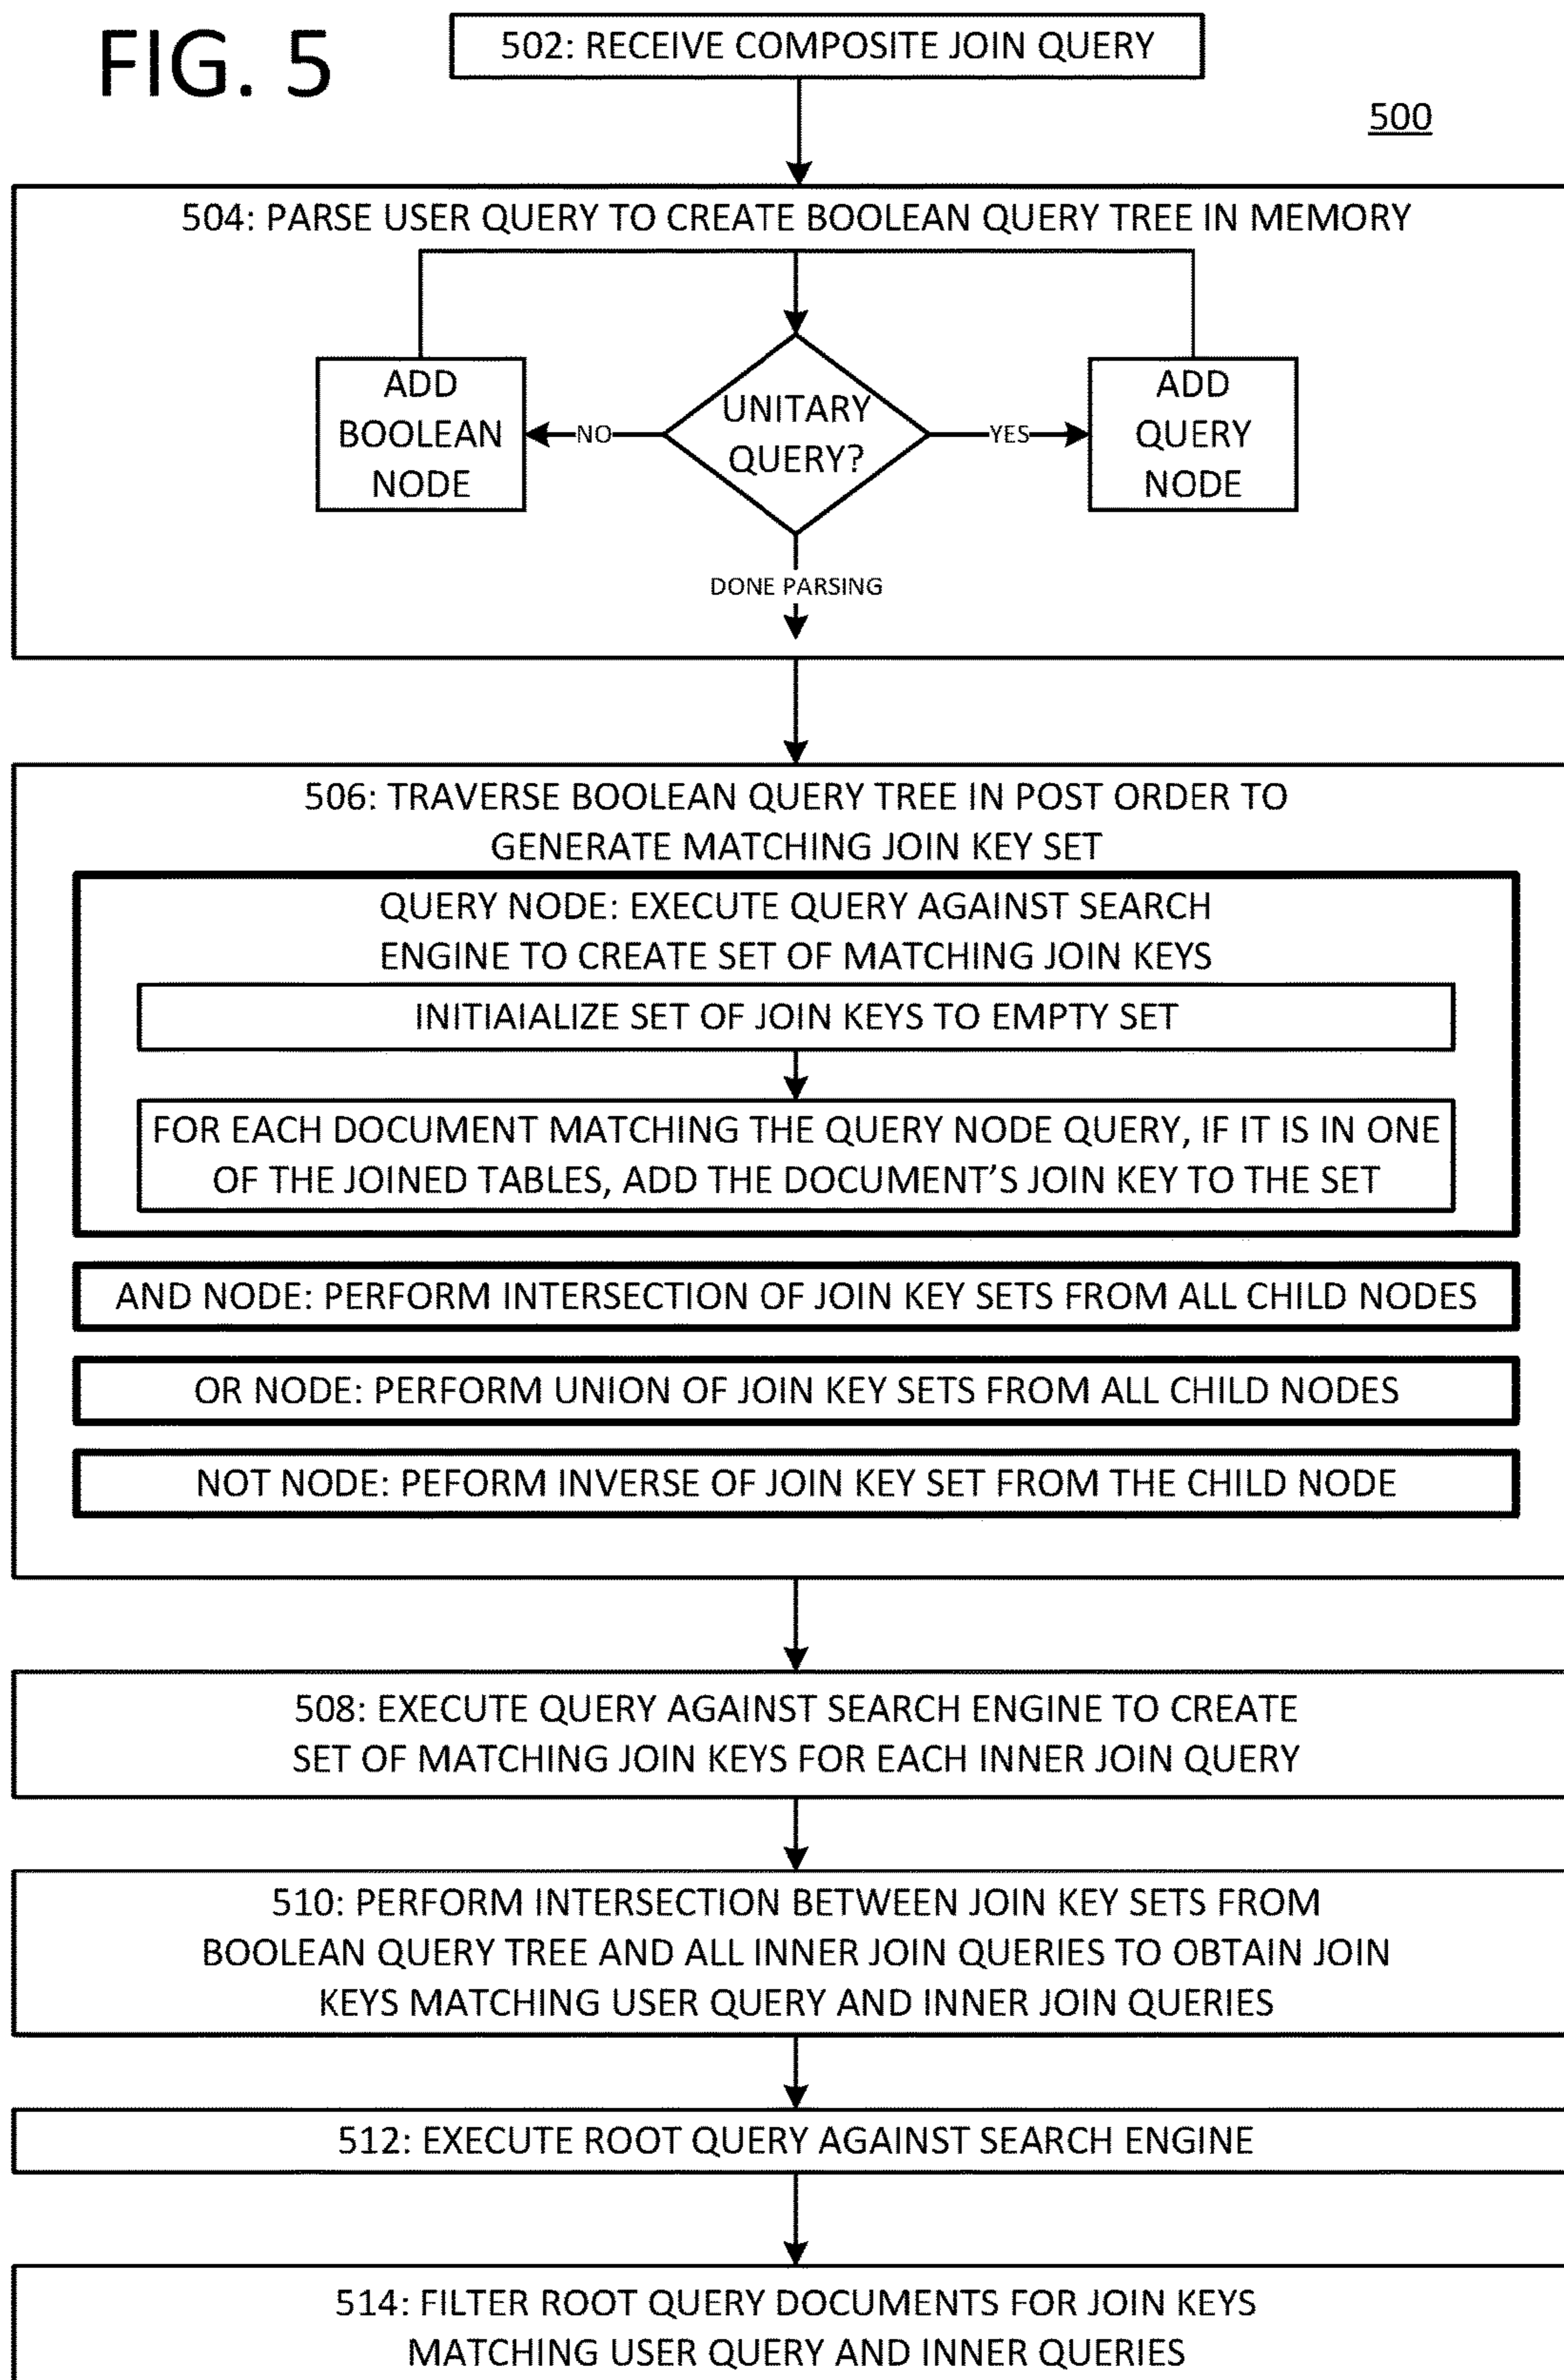 FIG. 5
502: RECEIVE COMPOSITE JOIN QUERY
500
504: PARSE USER QUERY TO CREATE BOOLEAN QUERY TREE IN MEMORY
ADD
BOOLEAN
NODE
NO
UNITARY
QUERY?
YES
ADD
QUERY
NODE
DONE PARSING
506: TRAVERSE BOOLEAN QUERY TREE IN POST ORDER TO
GENERATE MATCHING JOIN KEY SET
QUERY NODE: EXECUTE QUERY AGAINST SEARCH
ENGINE TO CREATE SET OF MATCHING JOIN KEYS
INITIAIALIZE SET OF JOIN KEYS TO EMPTY SET
FOR EACH DOCUMENT MATCHING THE QUERY NODE QUERY, IF IT IS IN ONE
OF THE JOINED TABLES, ADD THE DOCUMENT'S JOIN KEY TO THE SET
AND NODE: PERFORM INTERSECTION OF JOIN KEY SETS FROM ALL CHILD NODES
OR NODE: PERFORM UNION OF JOIN KEY SETS FROM ALL CHILD NODES
NOT NODE: PEFORM INVERSE OF JOIN KEY SET FROM THE CHILD NODE
508: EXECUTE QUERY AGAINST SEARCH ENGINE TO CREATE
SET OF MATCHING JOIN KEYS FOR EACH INNER JOIN QUERY
510: PERFORM INTERSECTION BETWEEN JOIN KEY SETS FROM
BOOLEAN QUERY TREE AND ALL INNER JOIN QUERIES TO OBTAIN JOIN
KEYS MATCHING USER QUERY AND INNER JOIN QUERIES
512: EXECUTE ROOT QUERY AGAINST SEARCH ENGINE
514: FILTER ROOT QUERY DOCUMENTS FOR JOIN KEYS
MATCHING USER QUERY AND INNER QUERIES